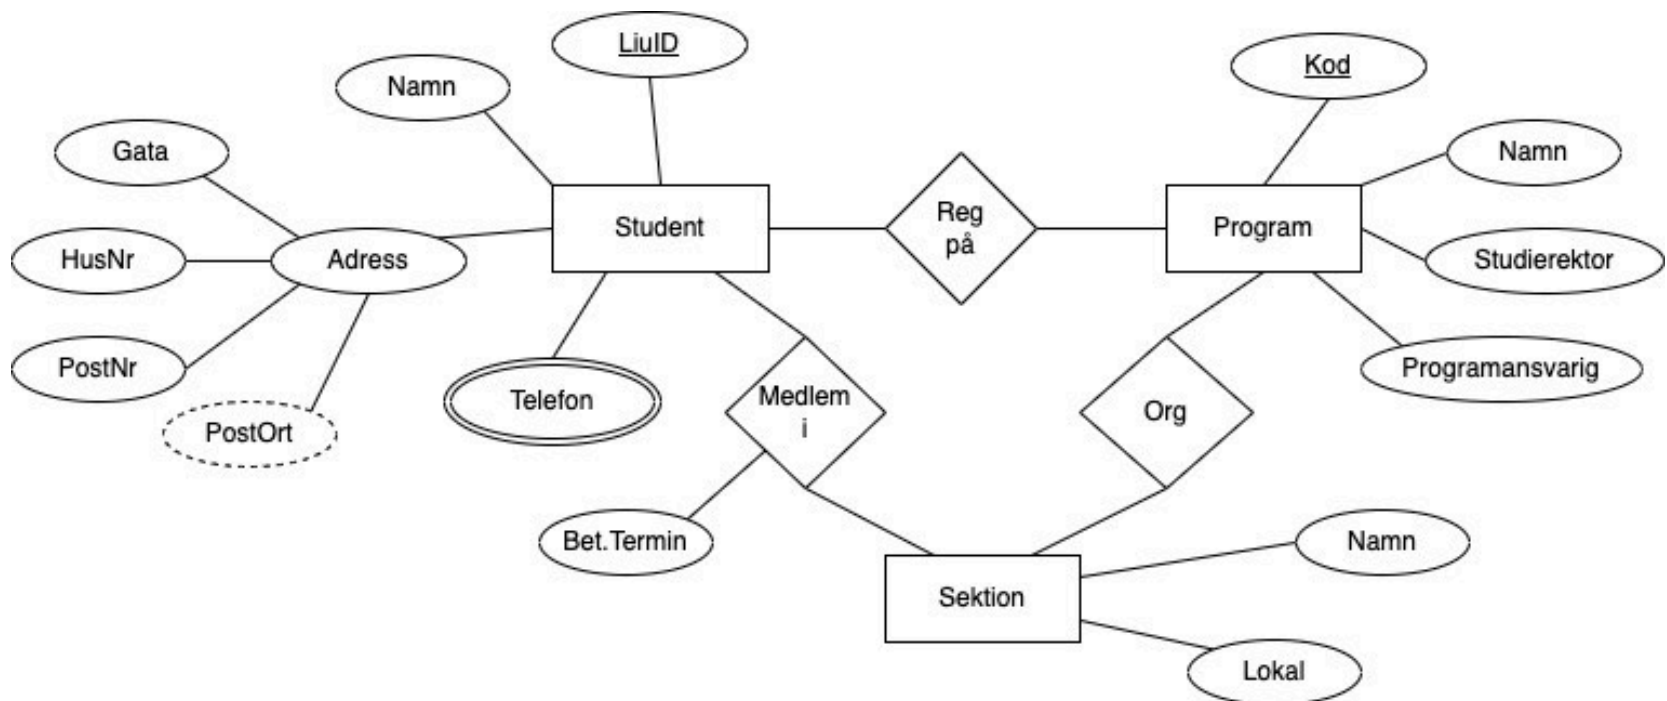 LiuID
Kod
Namn
Gata
Namn
Student
Reg
på
Program
HusNr
Adress
Studierektor
PostNr
Telefon
Medlem
i
Org
Programansvarig
PostOrt
Bet.Termin
Namn
Sektion
Lokal